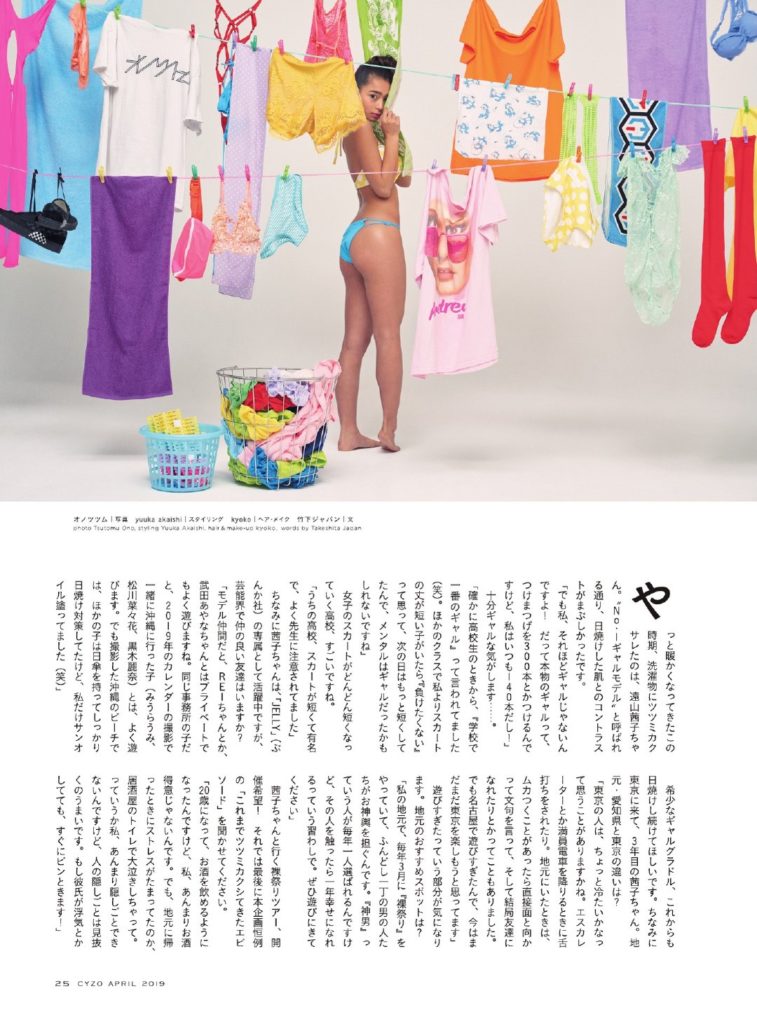 Andrea
オノツツム｜写真　yuuka akaishi｜スタイリング　kyoko｜ヘア・メイク　竹下ジャパン｜文
photo Tsutomu Ono, styling Yuuka Akaishi, hair & make-up kyoko, words by Takeshita Japan
やっと暖かくなってきたこの
時期、洗濯物にツツミカク
サレたのは、遠山茜子ちゃ
ん。“No.1ギャルモデル”と呼ばれ
る通り、日焼けした肌とのコントラス
トがまぶしかったです。
「でも私、それほどギャルじゃないん
ですよ！　だって本物のギャルって、
つけまつげを300本とかつけるんで
すけど、私はいつも140本だし！」
十分ギャルな気がします……。
「確かに高校生のときから、『学校で
一番のギャル』って言われてました
（笑）。ほかのクラスで私よりスカート
の丈が短い子がいたら『負けたくない』
って思って、次の日はもっと短くして
たんで、メンタルはギャルだったかも
しれないですね」
女子のスカートがどんどん短くなっ
ていく高校、すごいですね。
「うちの高校、スカートが短くて有名
で、よく先生に注意されてました」
ちなみに茜子ちゃんは、「JELLY」（ぶ
んか社）の専属として活躍中ですが、
芸能界で仲の良い友達はいますか？
「モデル仲間だと、REIちゃんとか、
武田あやなちゃんとはプライベートで
もよく遊びますね。同じ事務所の子だ
と、2019年のカレンダーの撮影で
一緒に沖縄に行った子（みうらうみ、
松川菜々花、黒木麗奈）とは、よく遊
びます。でも撮影した沖縄のビーチで
は、ほかの子は日傘を持ってしっかり
日焼け対策してたけど、私だけサンオ
イル塗ってました（笑）」
希少なギャルグラドル、これからも
日焼けし続けてほしいです。ちなみに
東京に来て、3年目の茜子ちゃん。地
元・愛知県と東京の違いは？
「東京の人は、ちょっと冷たいかなっ
て思うことがありますかね。エスカレ
ーターとか満員電車を降りるときに舌
打ちをされたり。地元にいたときは、
ムカつくことがあったら直接面と向か
って文句を言って、そして結局友達に
なれたりとかってこともありました。
でも名古屋で遊びすぎたんで、今はま
だまだ東京を楽しもうと思ってます」
遊びすぎたっていう部分が気になり
ます。地元のおすすめスポットは？
「私の地元で、毎年3月に『裸祭り』を
やっていて、ふんどし一丁の男の人た
ちがお神輿を担ぐんです。『神男』っ
ていう人が毎年一人選ばれるんですけ
ど、その人を触ったら一年幸せになれ
るっていう習わしで。ぜひ遊びにきて
ください」
茜子ちゃんと行く裸祭りツアー、開
催希望！　それでは最後に本企画恒例
の「これまでツツミカクシてきたエピ
ソード」を聞かせてください。
「20歳になって、お酒を飲めるように
なったんですけど、私、あんまりお酒
得意じゃないんです。でも、地元に帰
ったときにストレスがたまってたのか、
居酒屋のトイレで大泣きしちゃって。
っていうか私、あんまり隠しごとでき
ないんですけど、人の隠しごとは見抜
くのうまいです。もし彼氏が浮気とか
してても、すぐにピンときます！」
25 CYZO APRIL 2019